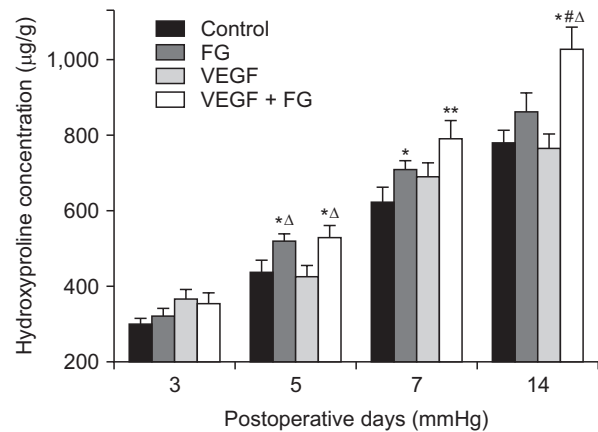 Control
FG
VEGF
VEGF + FG
Hydroxyproline concentration (μg/g)
1,000
800
600
400
200
*Δ
*Δ
*
**
*#Δ
3 5 7 14
Postoperative days (mmHg)